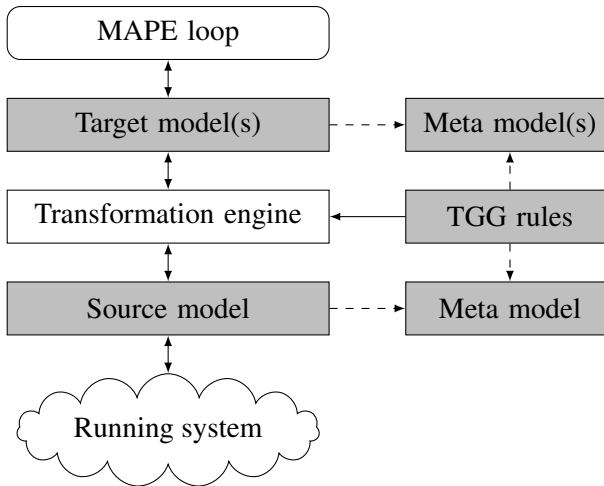 MAPE loop
Target model(s)
Meta model(s)
Transformation engine
TGG rules
Source model
Meta model
Running system